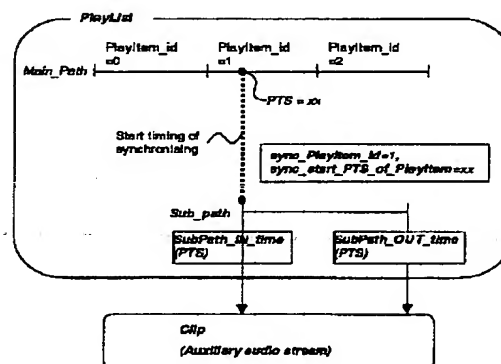 PlayList
PlayItem_id
=0
PlayItem_id
=1
PlayItem_id
=2
Main_Path
PTS = xx
Start timing of
synchronizing
sync_PlayItem_id=1,
sync_start_PTS_of_PlayItem=xx
Sub_path
SubPath_IN_time
(PTS)
SubPath_OUT_time
(PTS)
Clip
(Auxiliary audio stream)